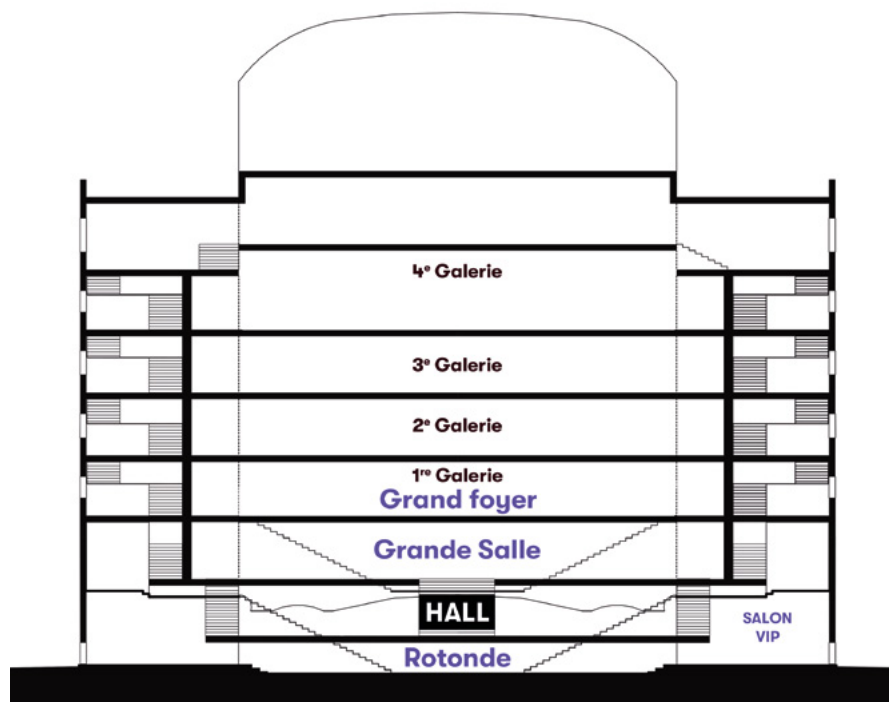 4e Galerie
3e Galerie
2e Galerie
1re Galerie
Grand foyer
Grande Salle
HALL
SALON
VIP
Rotonde